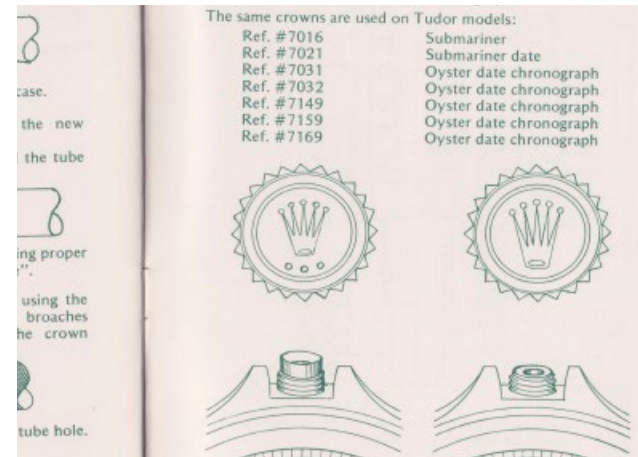 case.
the new
the tube
ing proper
using the
broaches
he crown
tube hole.
The same crowns are used on Tudor models:
Ref. #7016 Submariner
Ref. #7021 Submariner date
Ref. #7031 Oyster date chronograph
Ref. #7032 Oyster date chronograph
Ref. #7149 Oyster date chronograph
Ref. #7159 Oyster date chronograph
Ref. #7169 Oyster date chronograph